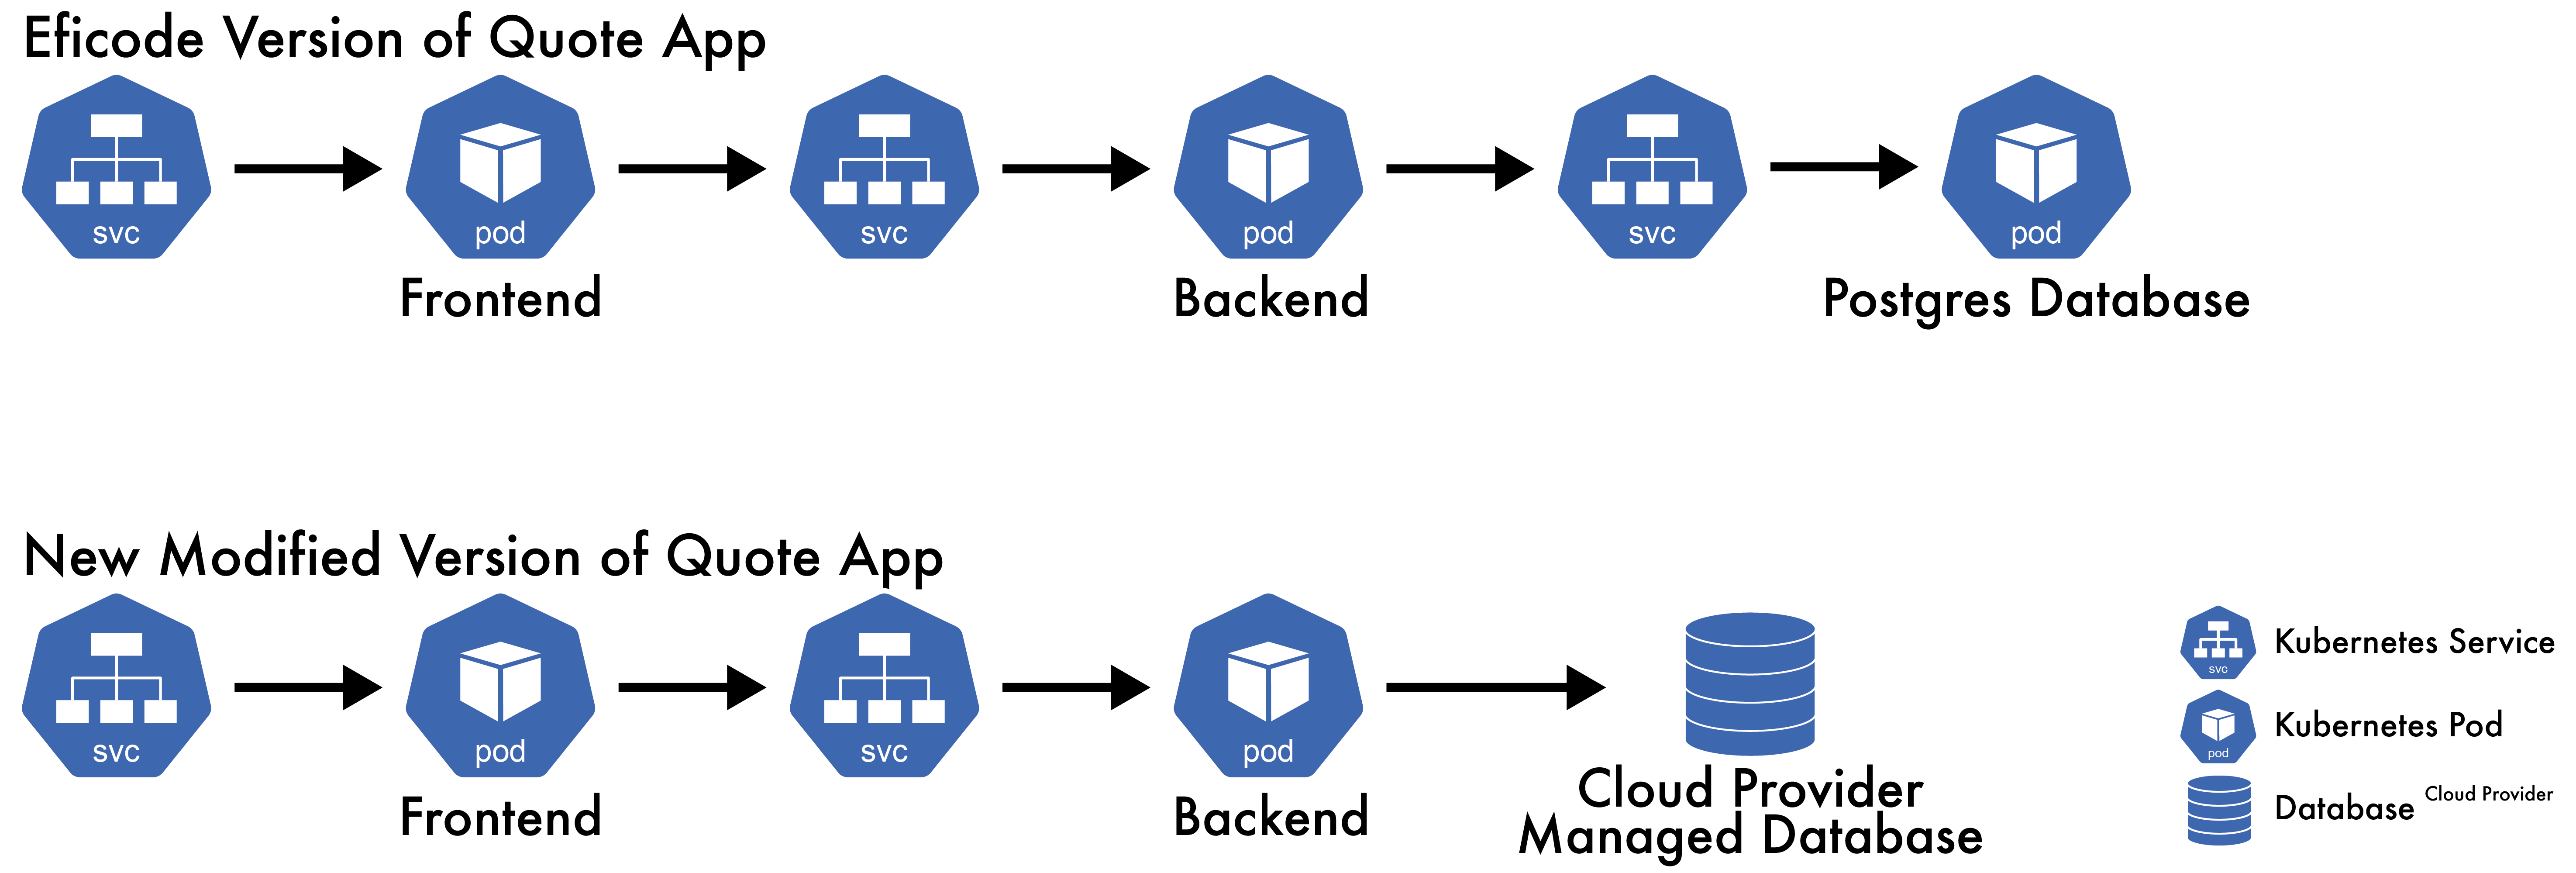 Eficode Version of Quote App
svc
pod
svc
pod
svc
pod
Frontend
Backend
Postgres Database
New Modified Version of Quote App
svc
pod
svc
pod
Frontend
Backend
Cloud Provider
Managed Database
svc
Kubernetes Service
pod
Kubernetes Pod
Database Cloud Provider